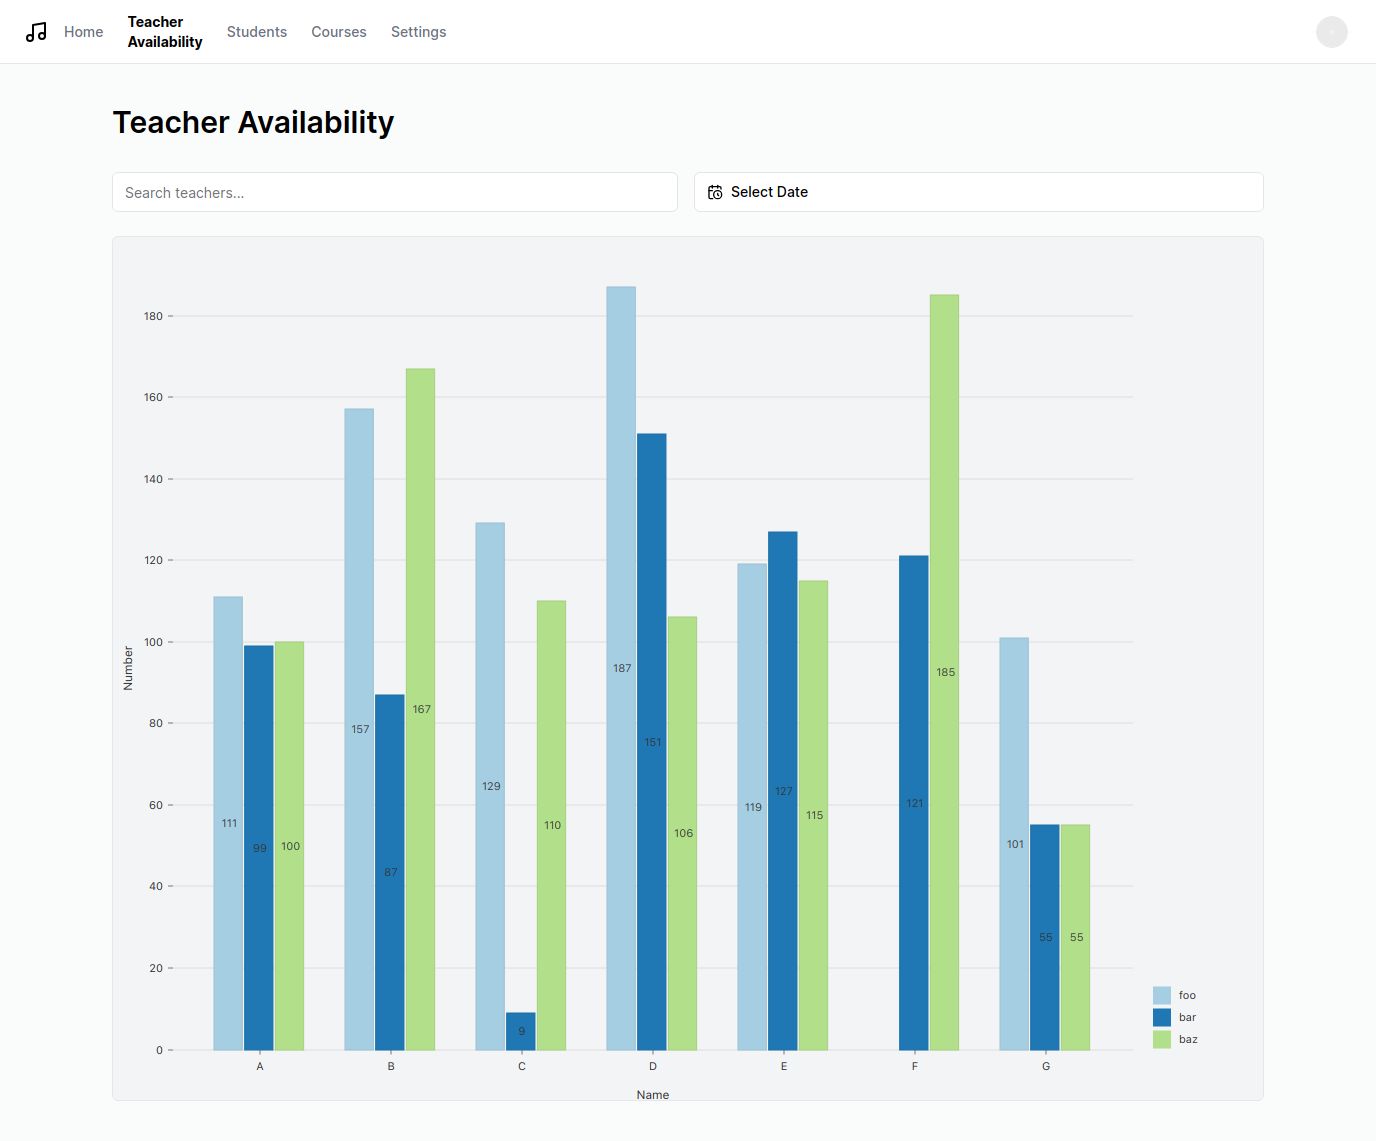 Home
Teacher
Availability
Students
Courses
Settings
Teacher Availability
Search teachers...
Select Date
180
160
140
120
100
80
60
40
20
0
Number
111
99
100
157
87
167
129
9
110
187
151
106
119
127
115
121
185
101
55
55
A
B
C
D
E
F
G
Name
foo
bar
baz